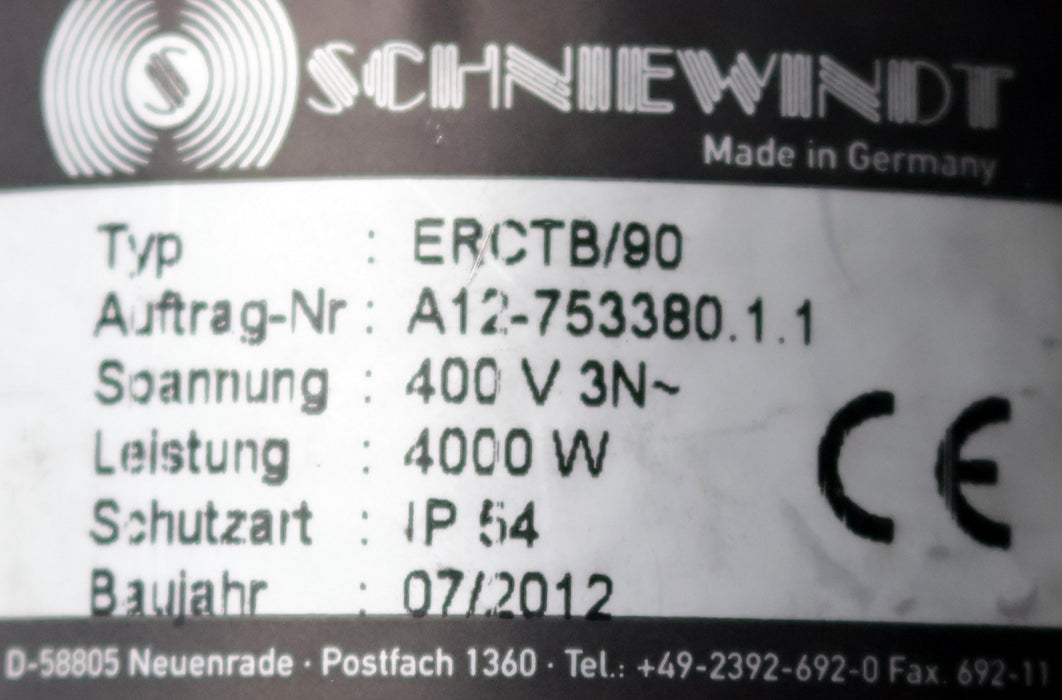 S SCHNIEWINDT
Made in Germany
Typ : ERCTB/90
Auftrag-Nr : A12-753380.1.1
Spannung : 400 V 3N~
Leistung : 4000 W
Schutzart : IP 54
Baujahr : 07/2012
CE
D-58805 Neuenrade · Postfach 1360 · Tel.: +49-2392-692-0 Fax. 692-11